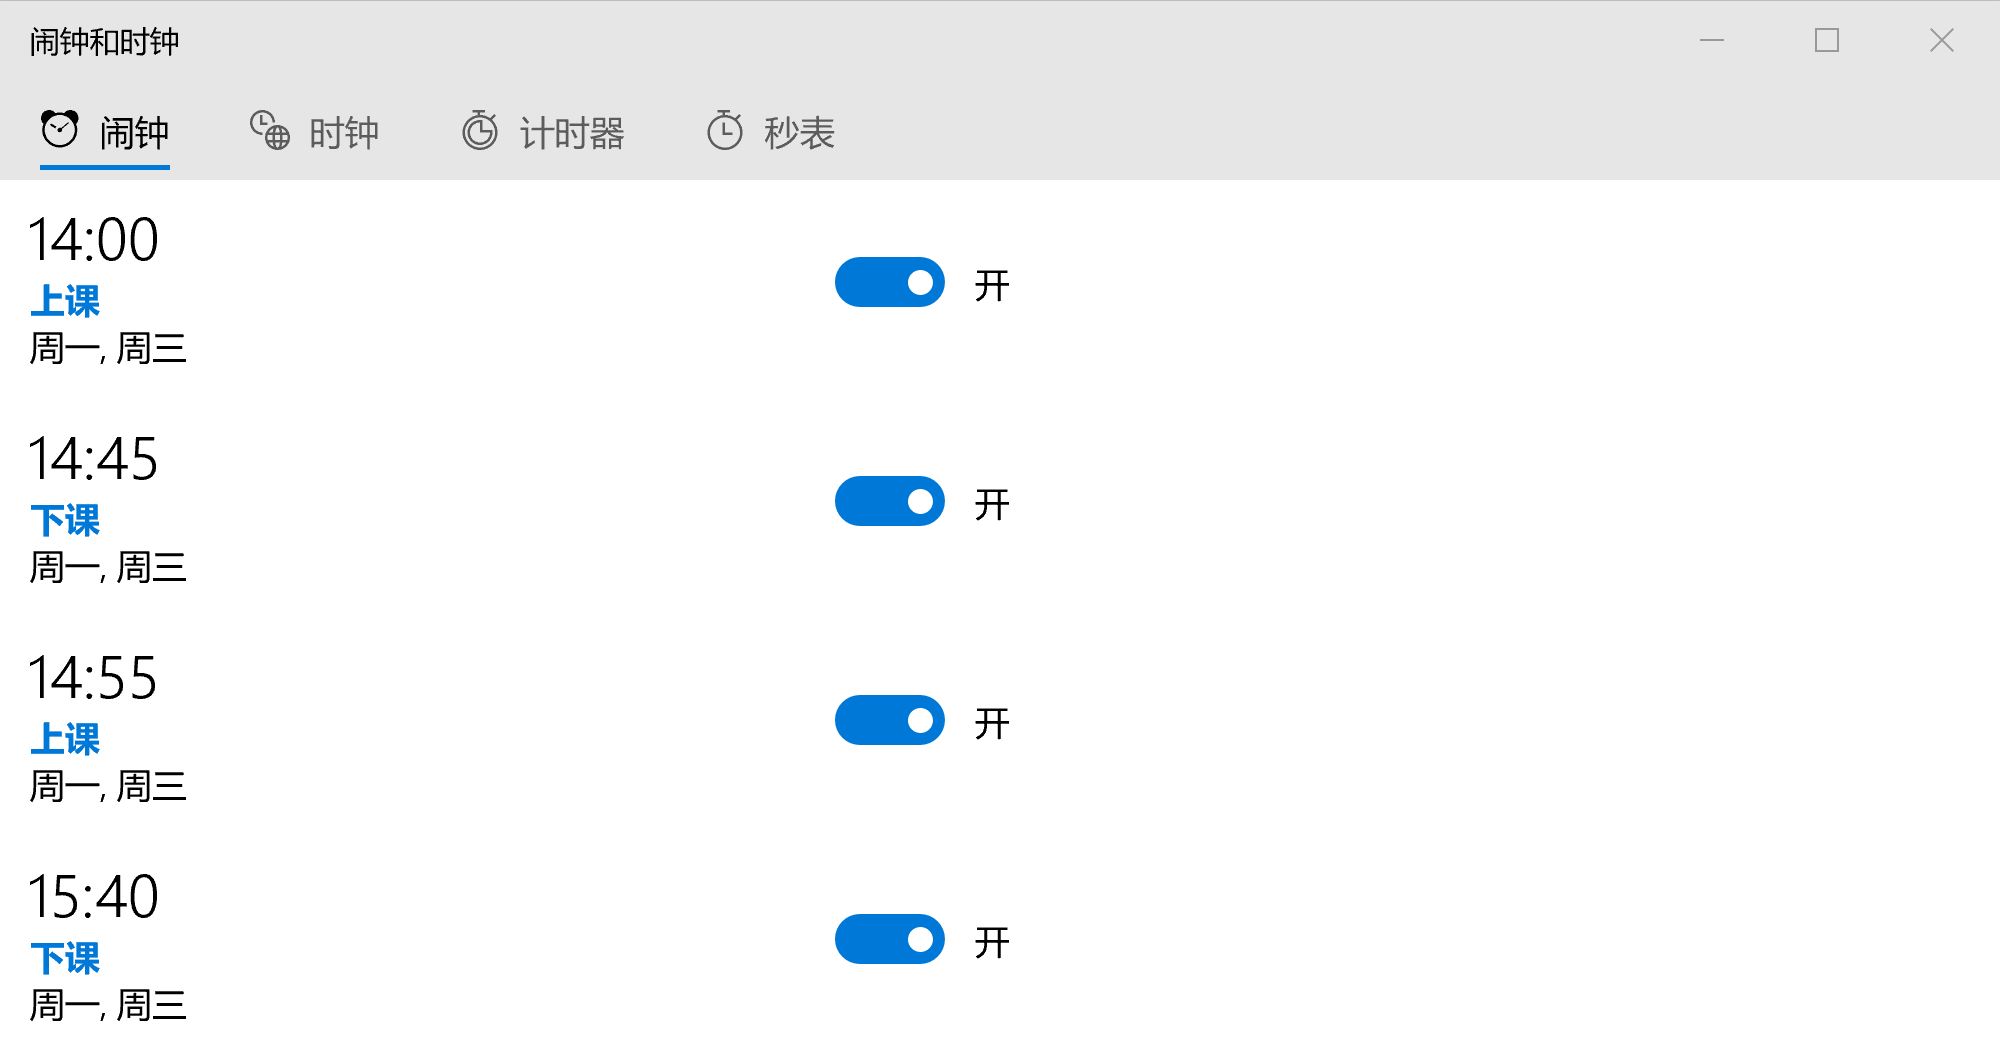 闹钟和时钟
闹钟 时钟 计时器 秒表
14:00
开
上课
周一, 周三
14:45
开
下课
周一, 周三
14:55
开
上课
周一, 周三
15:40
开
下课
周一, 周三